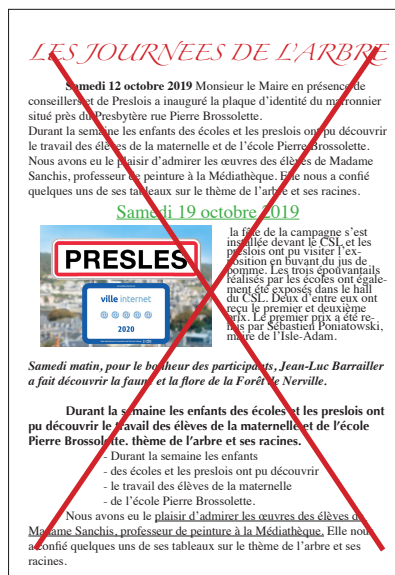 LES JOURNEES DE L'ARBRE
Samedi 12 octobre 2019 Monsieur le Maire en présence de
conseillers et de Preslois a inauguré la plaque d'identité du marronnier
situé près du Presbytère rue Pierre Brossolette.
Durant la semaine les enfants des écoles et les preslois ont pu découvrir
le travail des élèves de la maternelle et de l'école Pierre Brossolette.
Nous avons eu le plaisir d'admirer les œuvres des élèves de Madame
Sanchis, professeur de peinture à la Médiathèque. Elle nous a confié
quelques uns de ses tableaux sur le thème de l'arbre et ses racines.
Samedi 19 octobre 2019
PRESLES
ville internet
@ @ @ @ @
2020
la fête de la campagne s'est
installée devant le CSL et les
preslois ont pu visiter l'ex-
position en buvant du jus de
pomme. Les trois épouvantails
réalisés par les écoles ont égale-
ment été exposés dans le hall
du CSL. Deux d'entre eux ont
reçu le premier et deuxième
prix. Le premier prix a été re-
mis par Sébastien Poniatowski,
maire de l'Isle-Adam.
Samedi matin, pour le bonheur des participants, Jean-Luc Barrailler
a fait découvrir la faune et la flore de la Forêt de Nerville.
Durant la semaine les enfants des écoles et les preslois ont
pu découvrir le travail des élèves de la maternelle et de l'école
Pierre Brossolette. thème de l'arbre et ses racines.
- Durant la semaine les enfants
- des écoles et les preslois ont pu découvrir
- le travail des élèves de la maternelle
- de l'école Pierre Brossolette.
Nous avons eu le plaisir d'admirer les œuvres des élèves de
Madame Sanchis, professeur de peinture à la Médiathèque. Elle nous
a confié quelques uns de ses tableaux sur le thème de l'arbre et ses
racines.